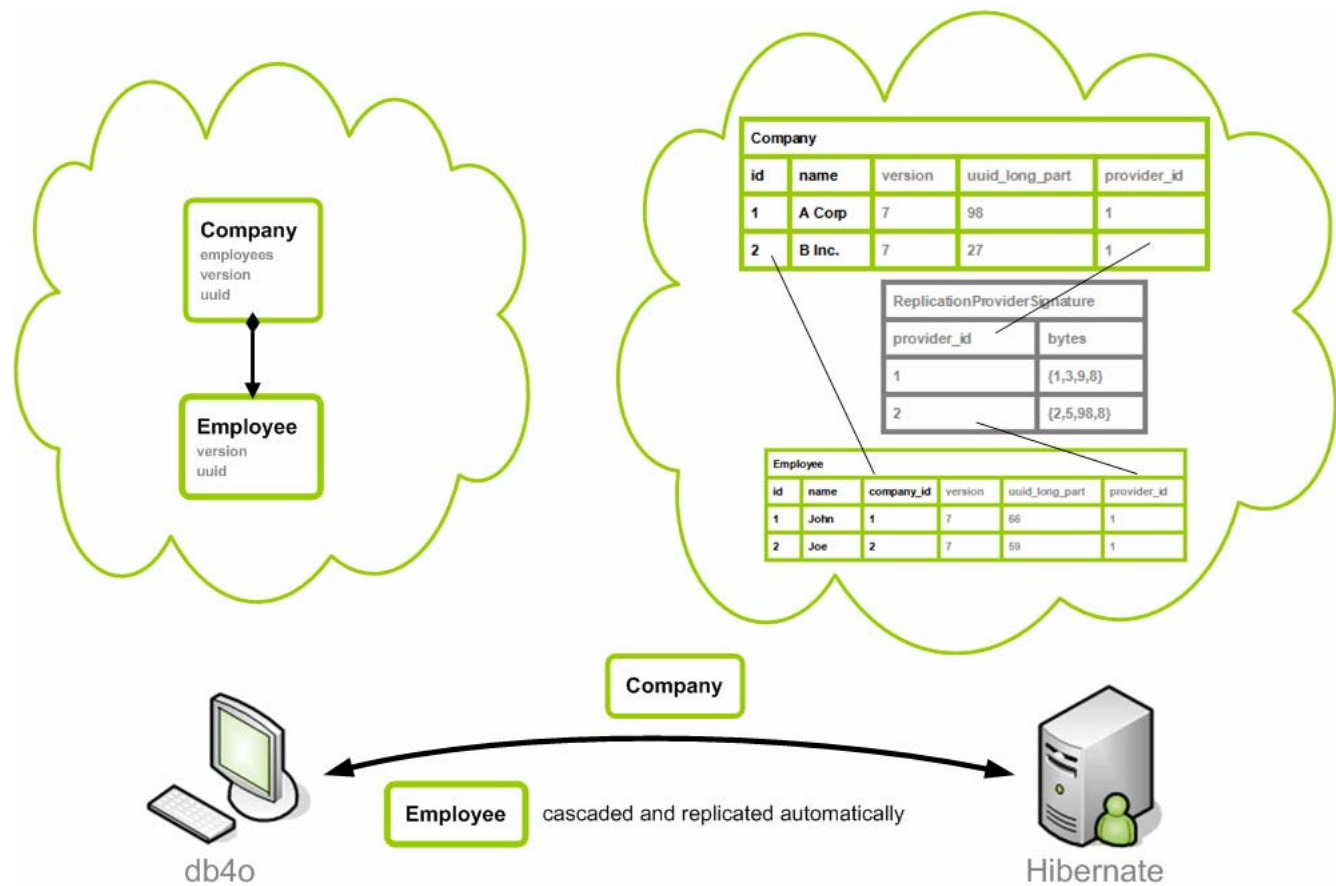 Company
employees
version
uuid
Employee
version
uuid
Company
id name version uuid_long_part provider_id
1 A Corp 7 98 1
2 B Inc. 7 27 1
ReplicationProviderSignature
provider_id bytes
1 {1,3,9,8}
2 {2,5,98,8}
Employee
id name company_id version uuid_long_part provider_id
1 John 1 7 66 1
2 Joe 2 7 59 1
Company
Employee cascaded and replicated automatically
db4o
Hibernate